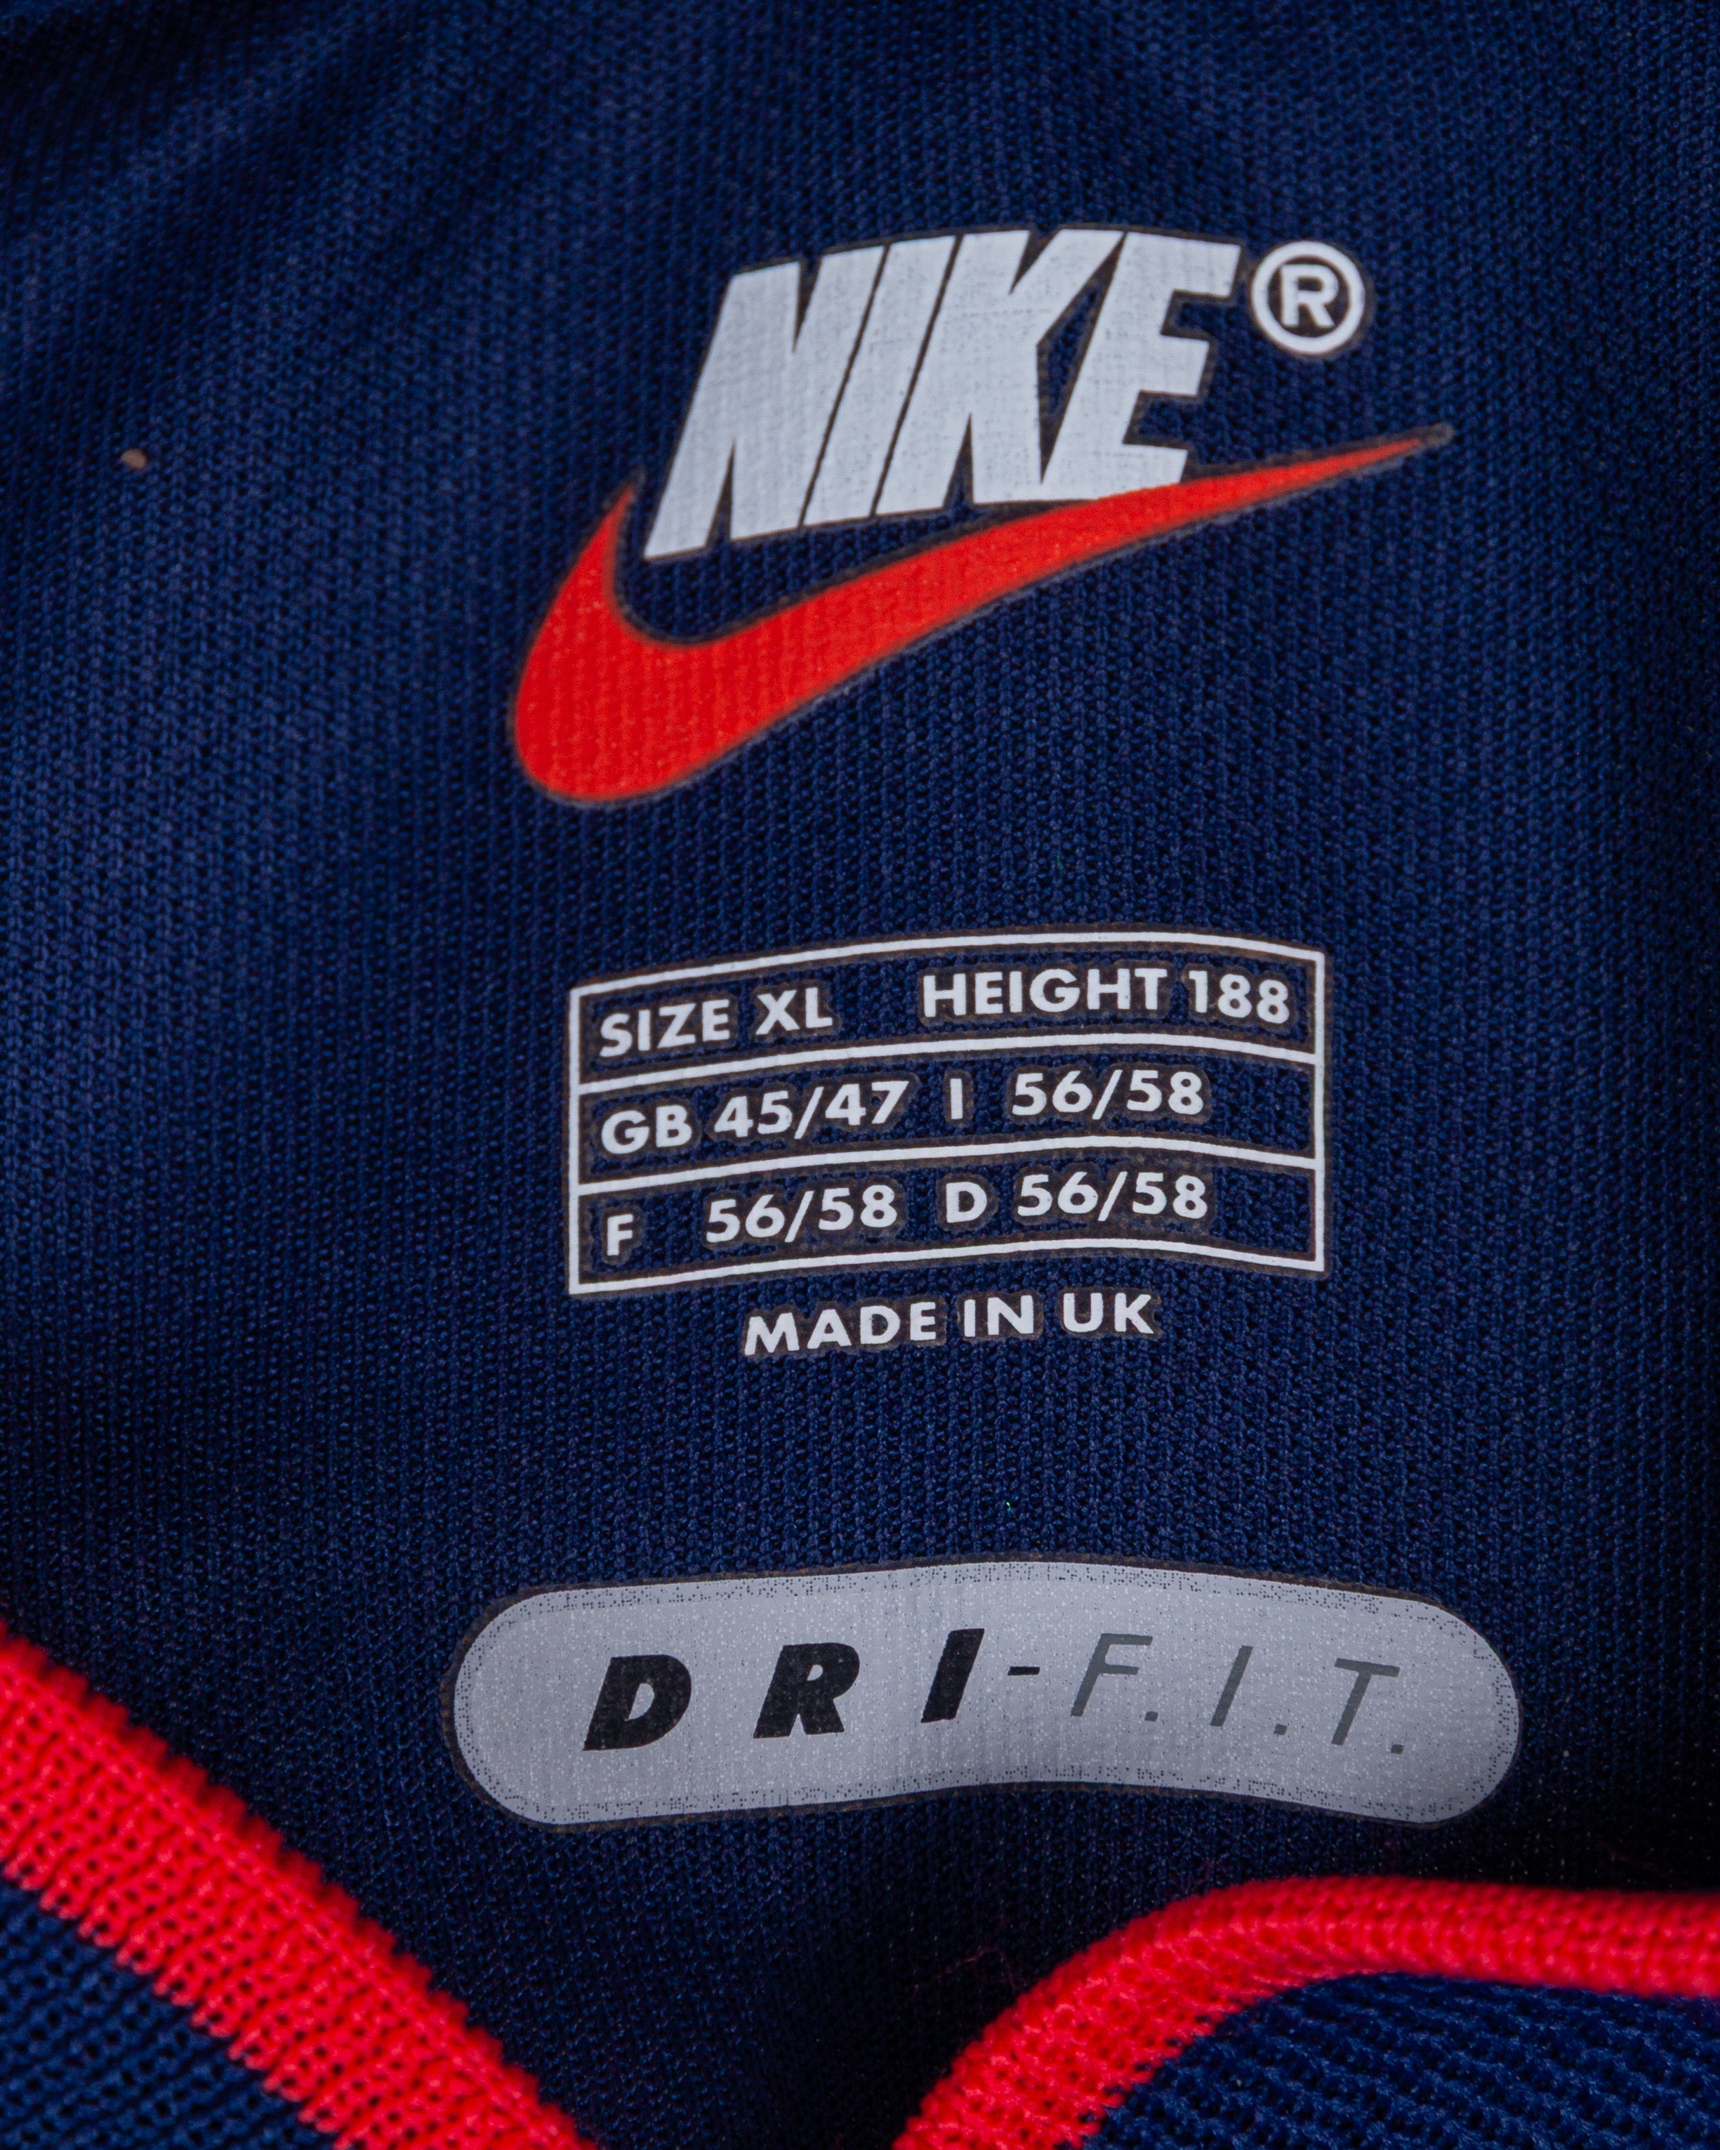 NIKE®
SIZE XL HEIGHT 188
GB 45/47 I 56/58
F 56/58 D 56/58
MADE IN UK
DRI-F.I.T.